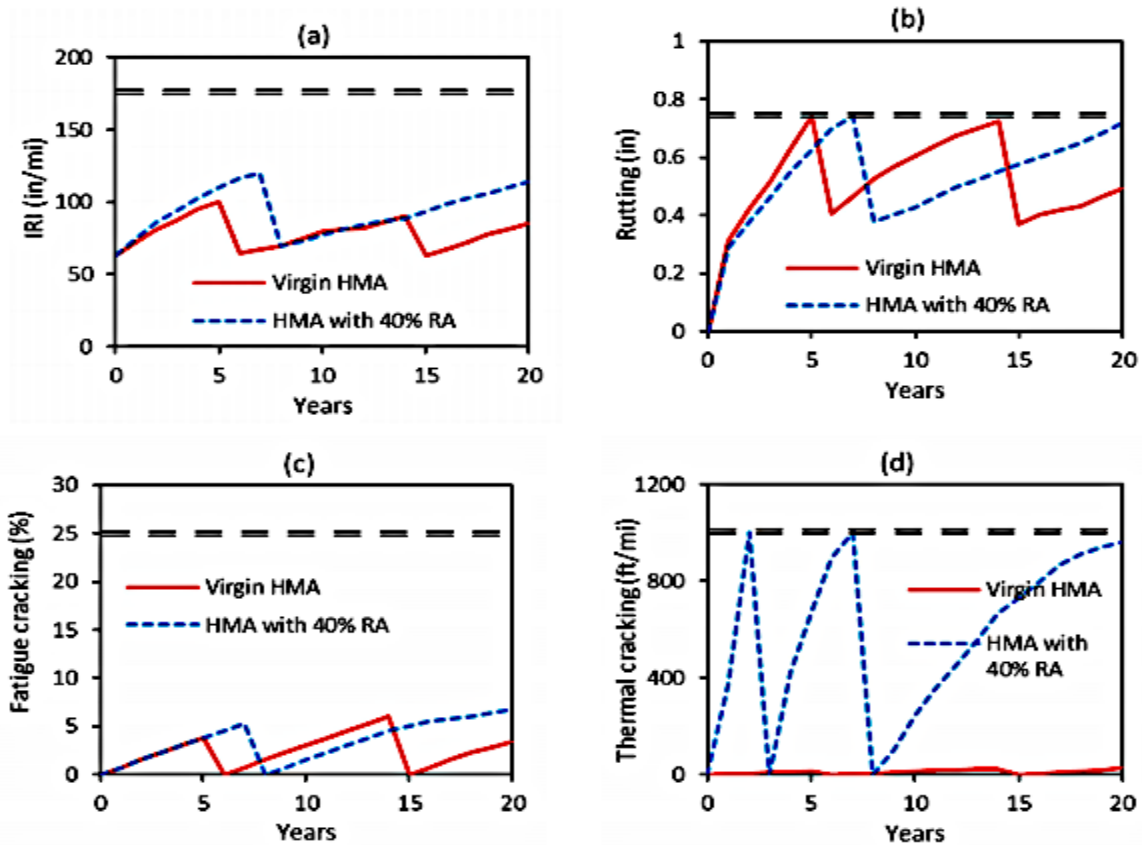 (a)
200
150
100
50
0
IRI (in/mi)
Virgin HMA
HMA with 40% RA
0 5 10 15 20
Years
(b)
1
0.8
0.6
0.4
0.2
0
Rutting (in)
Virgin HMA
HMA with 40% RA
0 5 10 15 20
Years
(c)
30
25
20
15
10
5
0
Fatigue cracking (%)
Virgin HMA
HMA with 40% RA
0 5 10 15 20
Years
(d)
1200
800
400
0
Thermal cracking(ft/mi)
Virgin HMA
HMA with
40% RA
0 5 10 15 20
Years